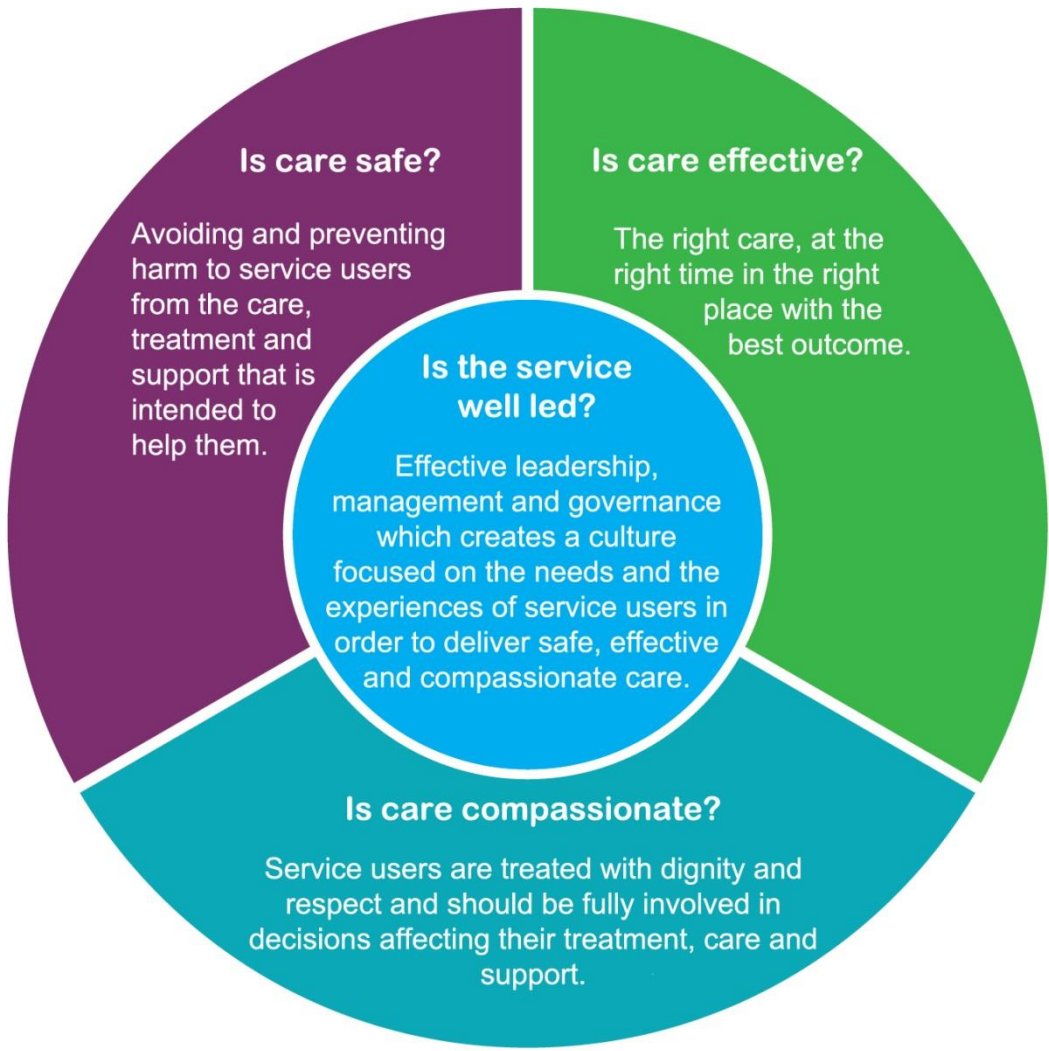 Is care safe?
Avoiding and preventing
harm to service users
from the care,
treatment and
support that is
intended to
help them.
Is care effective?
The right care, at the
right time in the right
place with the
best outcome.
Is the service
well led?
Effective leadership,
management and governance
which creates a culture
focused on the needs and the
experiences of service users in
order to deliver safe, effective
and compassionate care.
Is care compassionate?
Service users are treated with dignity and
respect and should be fully involved in
decisions affecting their treatment, care and
support.